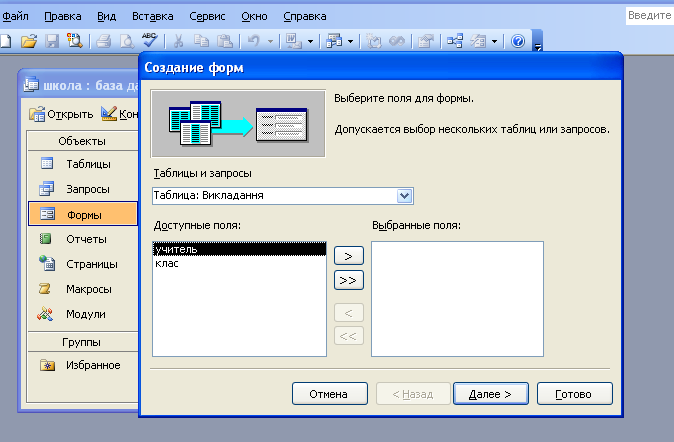 Файл Правка Вид Вставка Сервис Окно Справка Введите
школа : база да
Открыть Кон
Объекты
Таблицы
Запросы
Формы
Отчеты
Страницы
Макросы
Модули
Группы
Избранное
Создание форм
Выберите поля для формы.
Допускается выбор нескольких таблиц или запросов.
Таблицы и запросы
Таблица: Викладання
Доступные поля: Выбранные поля:
учитель
клас
>
>>
<
<<
Отмена < Назад Далее > Готово